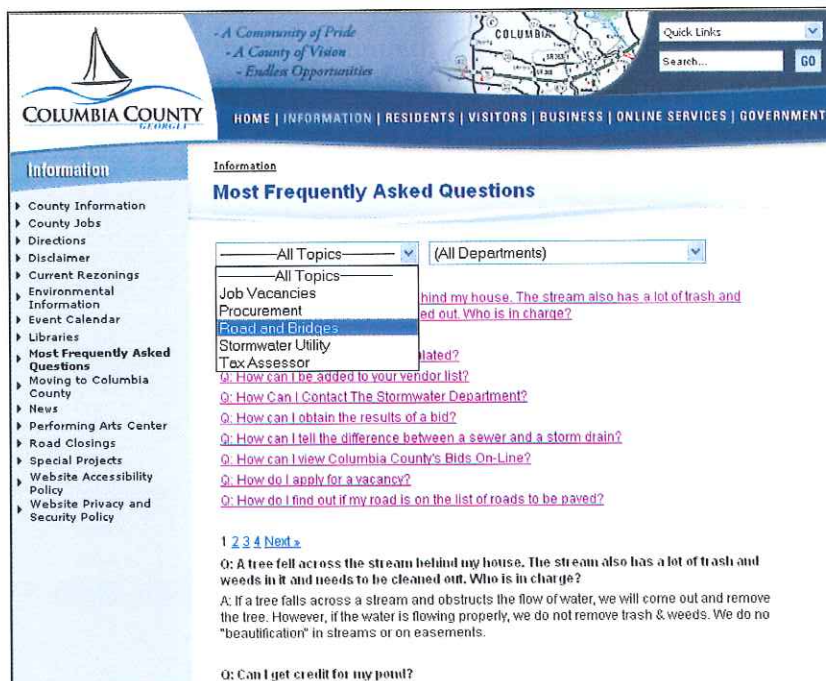 - A Community of Pride
- A County of Vision
- Endless Opportunities
COLUMBIA
Quick Links
Search...
GO
COLUMBIA COUNTY
GEORGIA
HOME | INFORMATION | RESIDENTS | VISITORS | BUSINESS | ONLINE SERVICES | GOVERNMENT
Information
County Information
County Jobs
Directions
Disclaimer
Current Rezonings
Environmental
Information
Event Calendar
Libraries
Most Frequently Asked
Questions
Moving to Columbia
County
News
Performing Arts Center
Road Closings
Special Projects
Website Accessibility
Policy
Website Privacy and
Security Policy
Information
Most Frequently Asked Questions
All Topics
(All Departments)
All Topics
Job Vacancies
Procurement
Road and Bridges
Stormwater Utility
Tax Assessor
hind my house. The stream also has a lot of trash and
ed out. Who is in charge?
lated?
Q: How can I be added to your vendor list?
Q: How Can I Contact The Stormwater Department?
Q: How can I obtain the results of a bid?
Q: How can I tell the difference between a sewer and a storm drain?
Q: How can I view Columbia County's Bids On-Line?
Q: How do I apply for a vacancy?
Q: How do I find out if my road is on the list of roads to be paved?
1 2 3 4 Next »
Q: A tree fell across the stream behind my house. The stream also has a lot of trash and
weeds in it and needs to be cleaned out. Who is in charge?
A: If a tree falls across a stream and obstructs the flow of water, we will come out and remove
the tree. However, if the water is flowing properly, we do not remove trash & weeds. We do no
"beautification" in streams or on easements.
Q: Can I get credit for my pond?